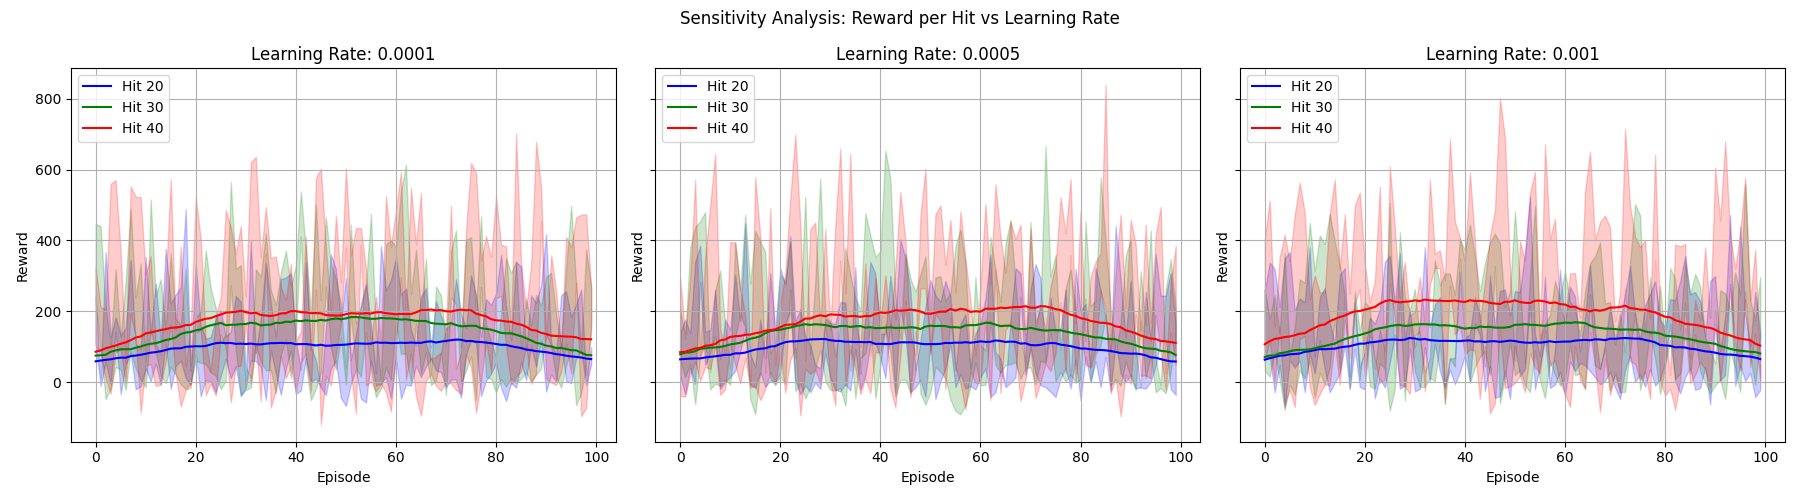 Sensitivity Analysis: Reward per Hit vs Learning Rate
Learning Rate: 0.0001
Hit 20
Hit 30
Hit 40
Reward
800
600
400
200
0
0 20 40 60 80 100
Episode
Learning Rate: 0.0005
Hit 20
Hit 30
Hit 40
Reward
0 20 40 60 80 100
Episode
Learning Rate: 0.001
Hit 20
Hit 30
Hit 40
Reward
0 20 40 60 80 100
Episode